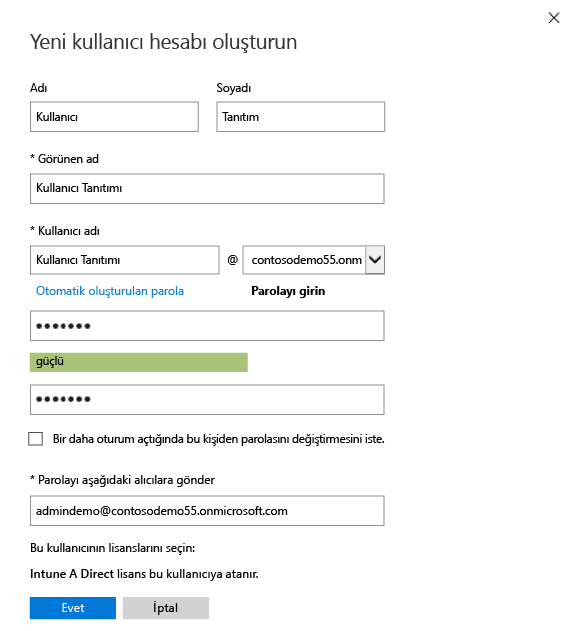 Yeni kullanıcı hesabı oluşturun
Adı Soyadı
Kullanıcı Tanıtım
* Görünen ad
Kullanıcı Tanıtımı
* Kullanıcı adı
Kullanıcı Tanıtımı @ contosodemo55.onm
Otomatik oluşturulan parola Parolayı girin
●●●●●●●
güçlü
●●●●●●●
Bir daha oturum açtığında bu kişiden parolasını değiştirmesini iste.
* Parolayı aşağıdaki alıcılara gönder
admindemo@contosodemo55.onmicrosoft.com
Bu kullanıcının lisanslarını seçin:
Intune A Direct lisans bu kullanıcıya atanır.
Evet İptal